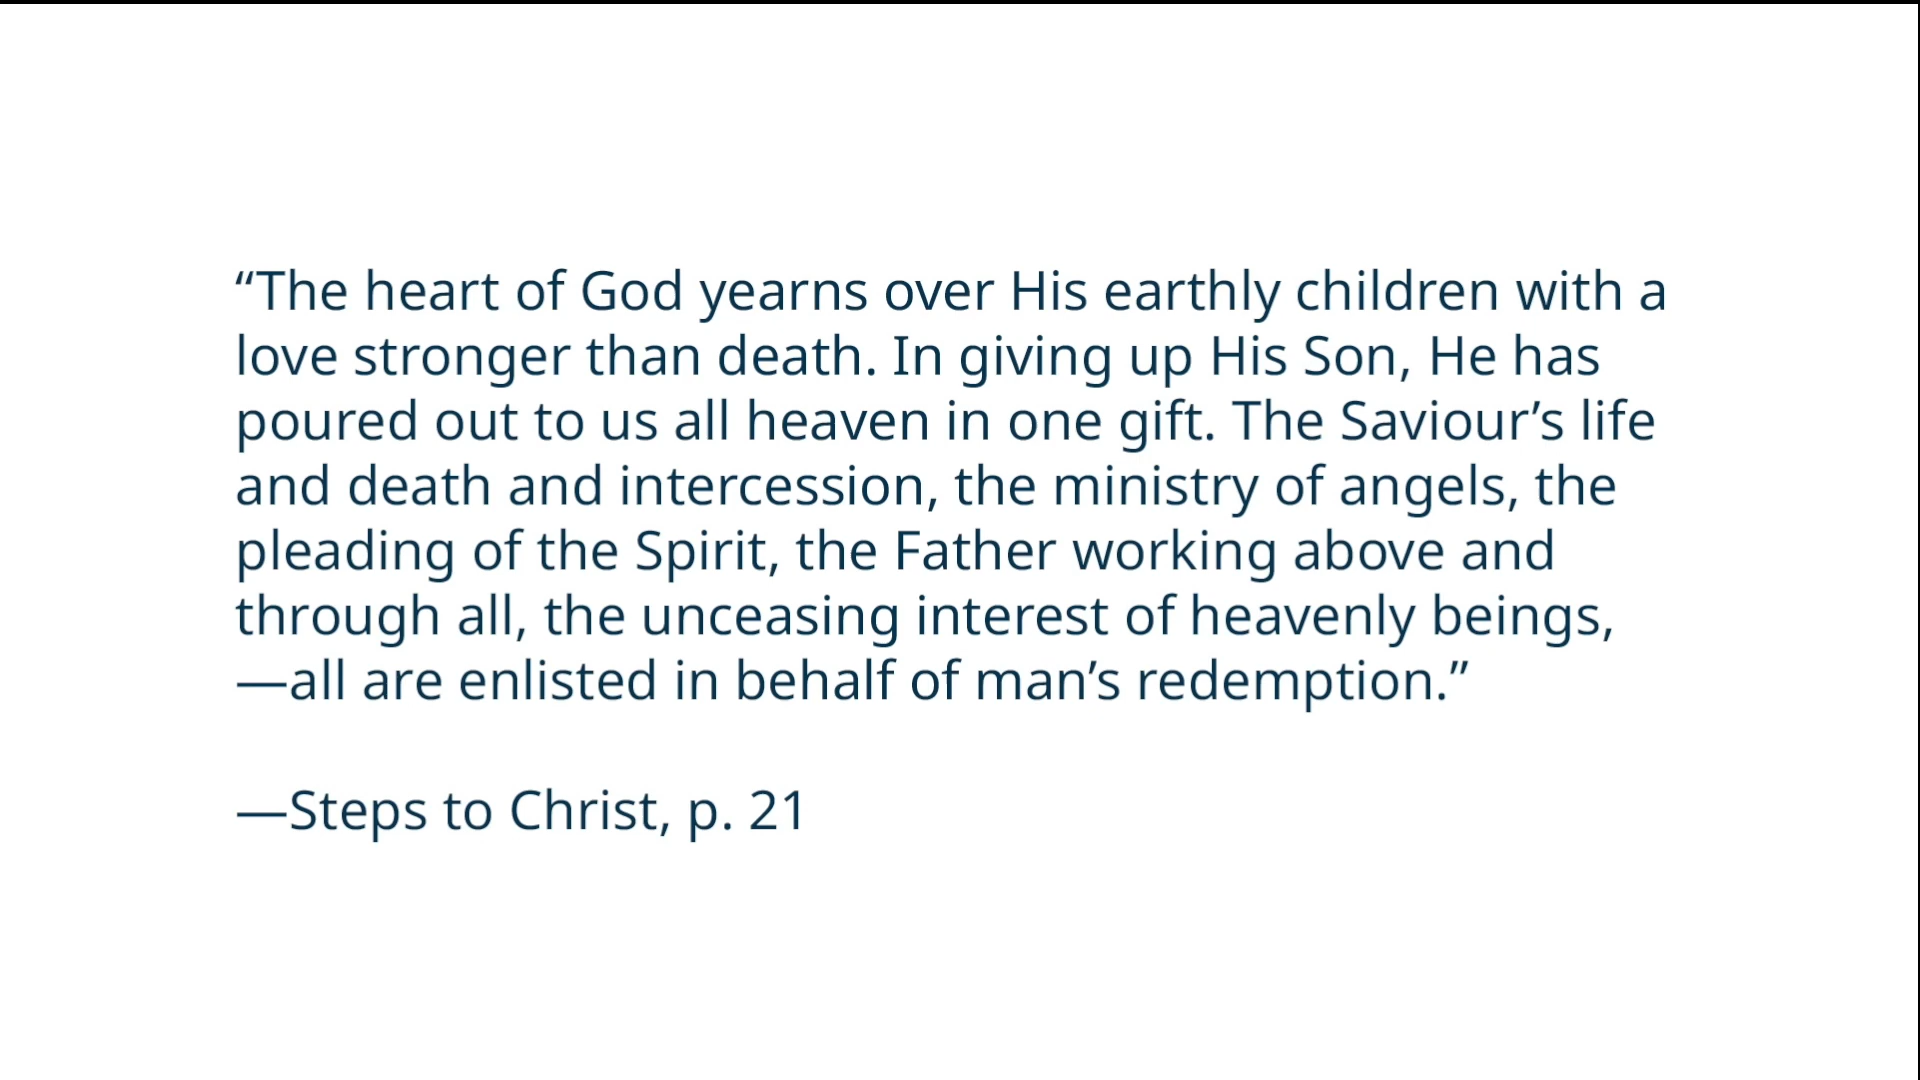 “The heart of God yearns over His earthly children with a
love stronger than death. In giving up His Son, He has
poured out to us all heaven in one gift. The Saviour’s life
and death and intercession, the ministry of angels, the
pleading of the Spirit, the Father working above and
through all, the unceasing interest of heavenly beings,
—all are enlisted in behalf of man’s redemption.”
—Steps to Christ, p. 21